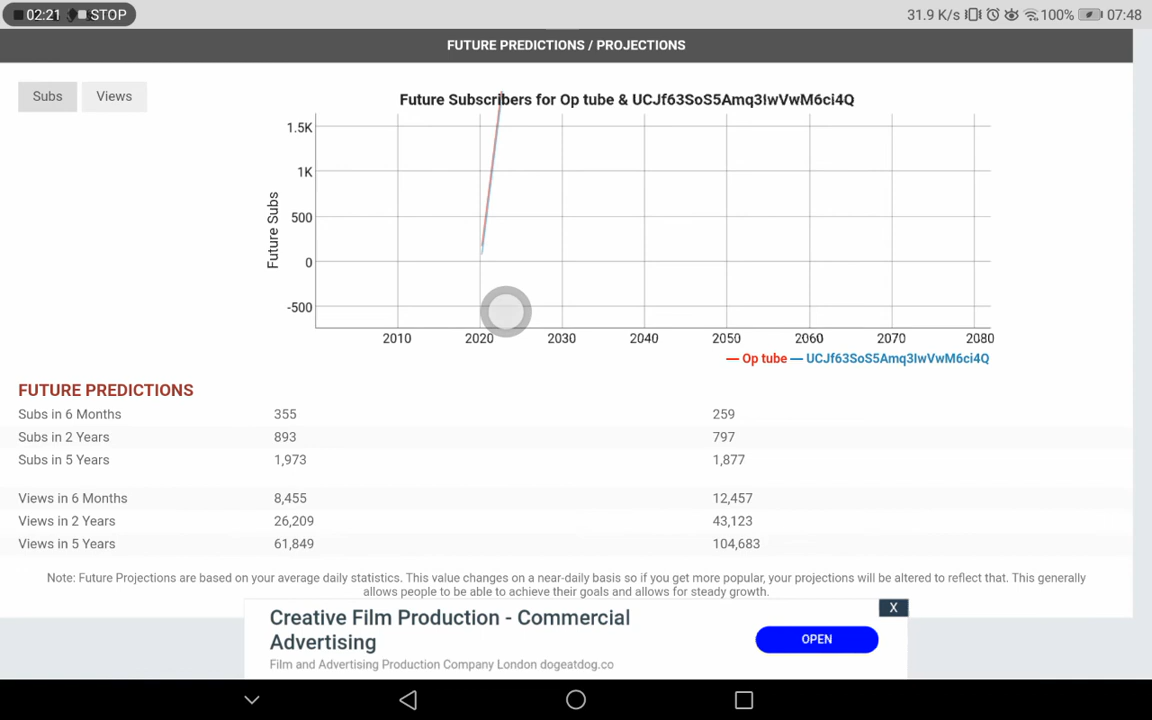 02:21 STOP 31.9 K/s 100% 07:48
FUTURE PREDICTIONS / PROJECTIONS
Subs Views
Future Subscribers for Op tube & UCJf63SoS5Amq3IwVwM6ci4Q
1.5K
1K
500
0
-500
Future Subs
2010 2020 2030 2040 2050 2060 2070 2080
Op tube UCJf63SoS5Amq3IwVwM6ci4Q
FUTURE PREDICTIONS
Subs in 6 Months 355 259
Subs in 2 Years 893 797
Subs in 5 Years 1,973 1,877
Views in 6 Months 8,455 12,457
Views in 2 Years 26,209 43,123
Views in 5 Years 61,849 104,683
Note: Future Projections are based on your average daily statistics. This value changes on a near-daily basis so if you get more popular, your projections will be altered to reflect that. This generally
allows people to be able to achieve their goals and allows for steady growth.
X
Creative Film Production - Commercial
Advertising
OPEN
Film and Advertising Production Company London dogeatdog.co